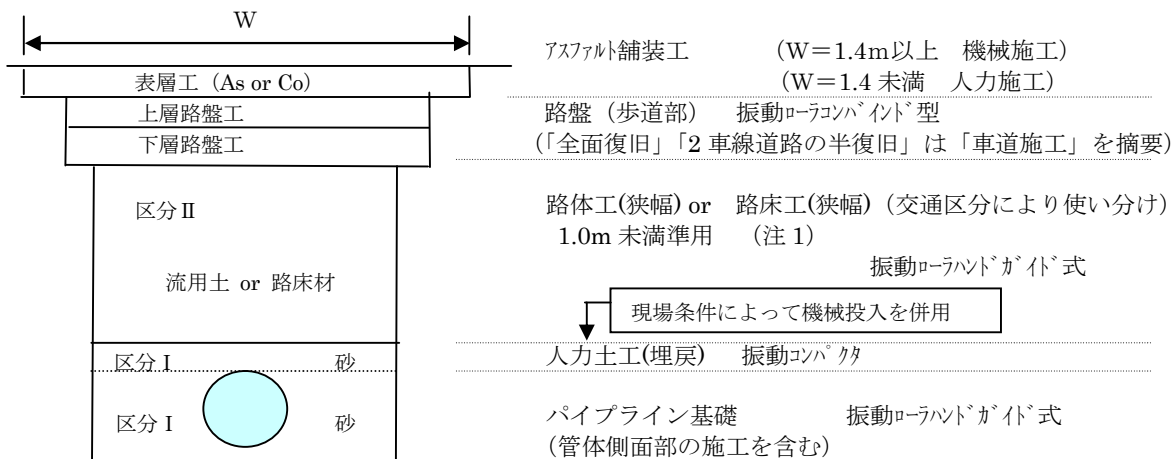 W
アスファルト舗装工 (W=1.4m以上 機械施工)
(W=1.4 未満 人力施工)
表層工 (As or Co)
上層路盤工
路盤(歩道部) 振動ローラコンバインド型
下層路盤工
(「全面復旧」「2 車線道路の半復旧」は「車道施工」を摘要)
区分Ⅱ
路体工(狭幅) or 路床工(狭幅)(交通区分により使い分け)
1.0m 未満準用 (注 1)
振動ローラハンドガイド式
流用土 or 路床材
現場条件によって機械投入を併用
区分Ⅰ 砂
人力土工(埋戻) 振動コンパクタ
区分Ⅰ 砂
パイプライン基礎 振動ローラハンドガイド式
(管体側面部の施工を含む)